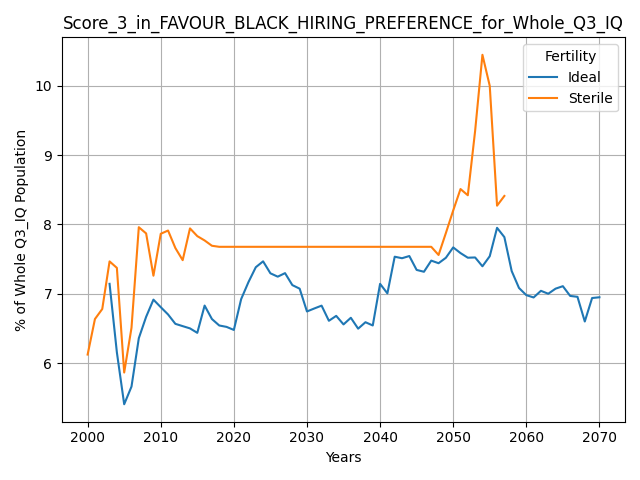 Score_3_in_FAVOUR_BLACK_HIRING_PREFERENCE_for_Whole_Q3_IQ
Fertility
Ideal
Sterile
% of Whole Q3_IQ Population
10
9
8
7
6
2000 2010 2020 2030 2040 2050 2060 2070
Years